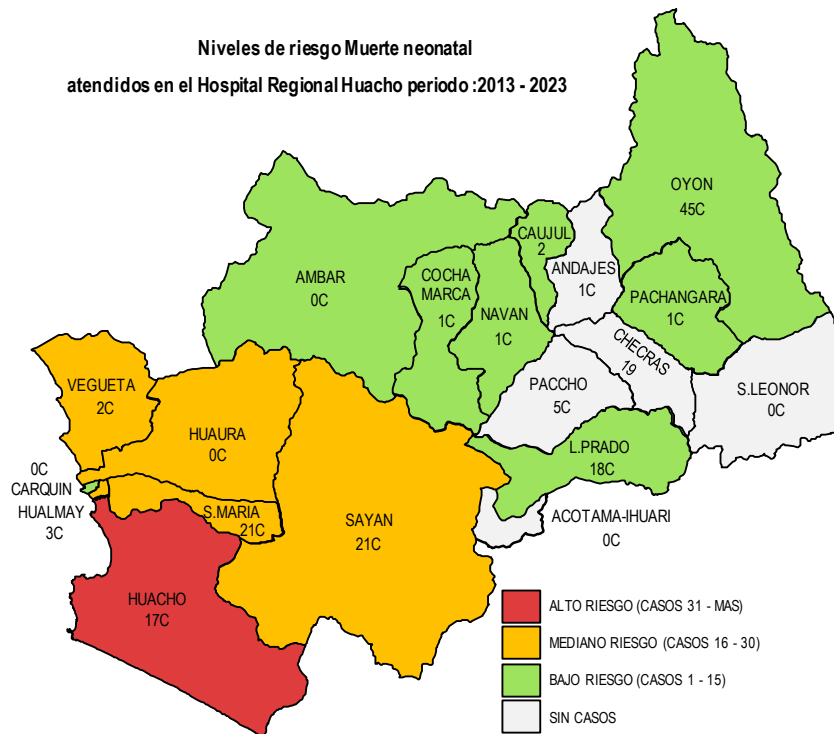 Niveles de riesgo Muerte neonatal
atendidos en el Hospital Regional Huacho periodo :2013 - 2023
OYON
45C
CAUJUL
2
ANDAJES
1C
AMBAR
0C
COCHA
MARCA
1C
NAVAN
1C
PACHANGARA
1C
CHECRAS
19
PACCHO
5C
S.LEONOR
0C
VEGUETA
2C
HUAURA
0C
L.PRADO
18C
0C
CARQUIN
HUALMAY
3C
S.MARIA
21C
SAYAN
21C
ACOTAMA-IHUARI
0C
HUACHO
17C
ALTO RIESGO (CASOS 31 - MAS)
MEDIANO RIESGO (CASOS 16 - 30)
BAJO RIESGO (CASOS 1 - 15)
SIN CASOS